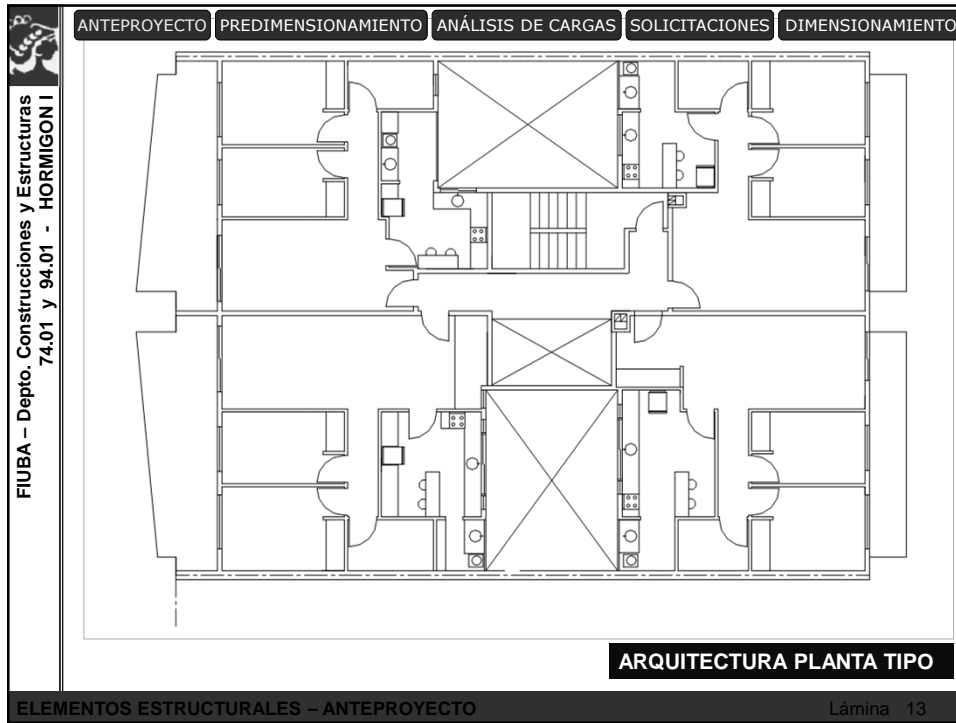 ANTEPROYECTO PREDIMENSIONAMIENTO ANÁLISIS DE CARGAS SOLICITACIONES DIMENSIONAMIENTO
FIUBA – Depto. Construcciones y Estructuras
74.01 y 94.01 - HORMIGON I
ARQUITECTURA PLANTA TIPO
ELEMENTOS ESTRUCTURALES – ANTEPROYECTO Lámina 13